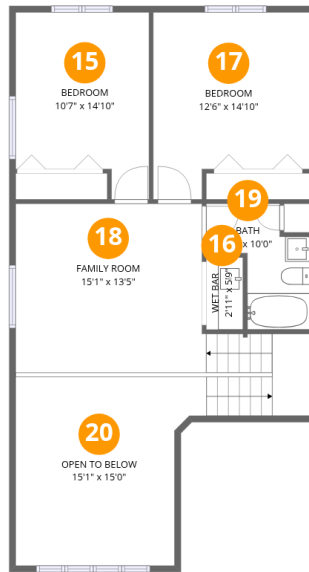 15
BEDROOM
10'7" x 14'10"
17
BEDROOM
12'6" x 14'10"
19
BATH
x 10'0"
16
WET BAR
2'11" x 5'9"
18
FAMILY ROOM
15'1" x 13'5"
20
OPEN TO BELOW
15'1" x 15'0"